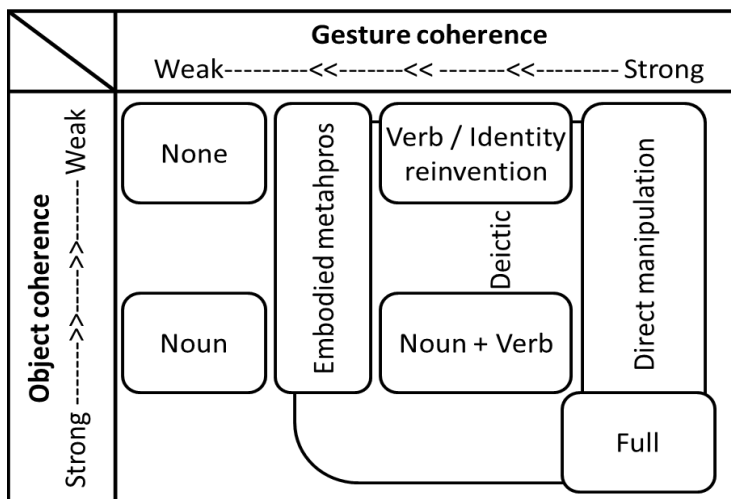 Gesture coherence
Weak---------<<------<< -------<<--------- Strong
Object coherence
Strong ------>>------>>------>>------ Weak
None
Embodied metahpros
Verb / Identity
reinvention
Deictic
Direct manipulation
Noun
Noun + Verb
Full